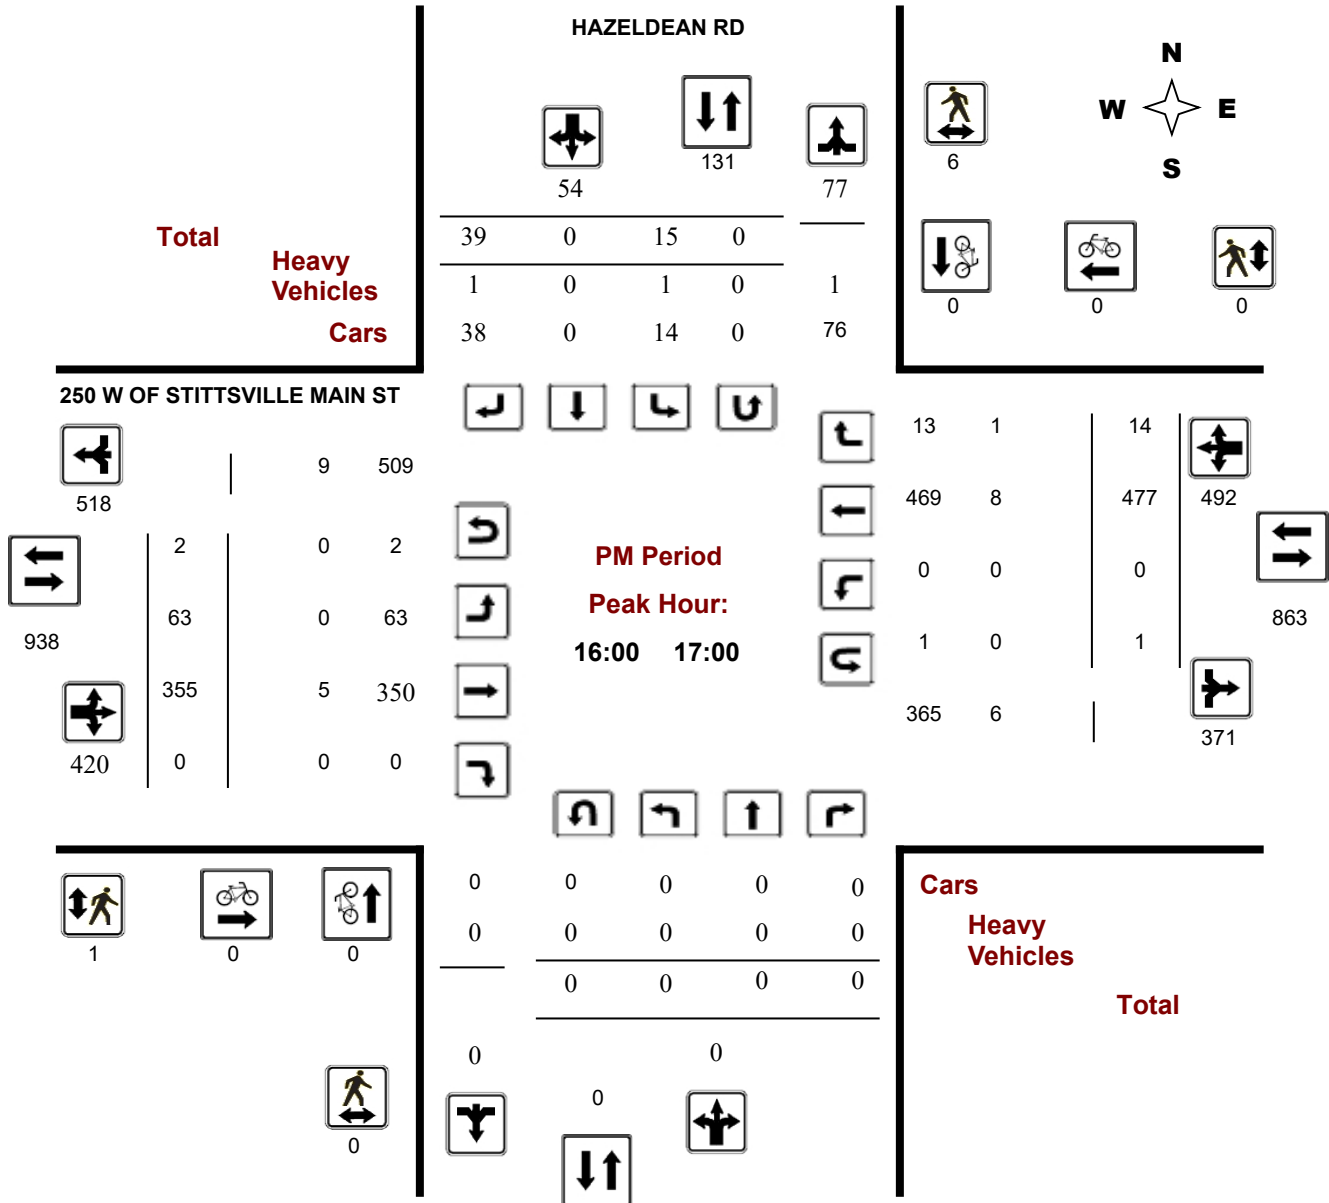 HAZELDEAN RD
N
W E
S
131
6
54 77
Total
39 0 15 0
Heavy
Vehicles
1 0 1 0 1
Cars
38 0 14 0 76
0 0 0
250 W OF STITTSVILLE MAIN ST
13 1 14
9 509
518
469 8 477 492
2 0 2
PM Period
0 0 0
63 0 63
Peak Hour:
863
938
16:00 17:00
1 0 1
355 5 350
365 6
371
420 0 0 0
0 0 0 0 0
Cars
0 0 0 0 0
Heavy
Vehicles
1 0 0
0 0 0 0
Total
0 0
0
0